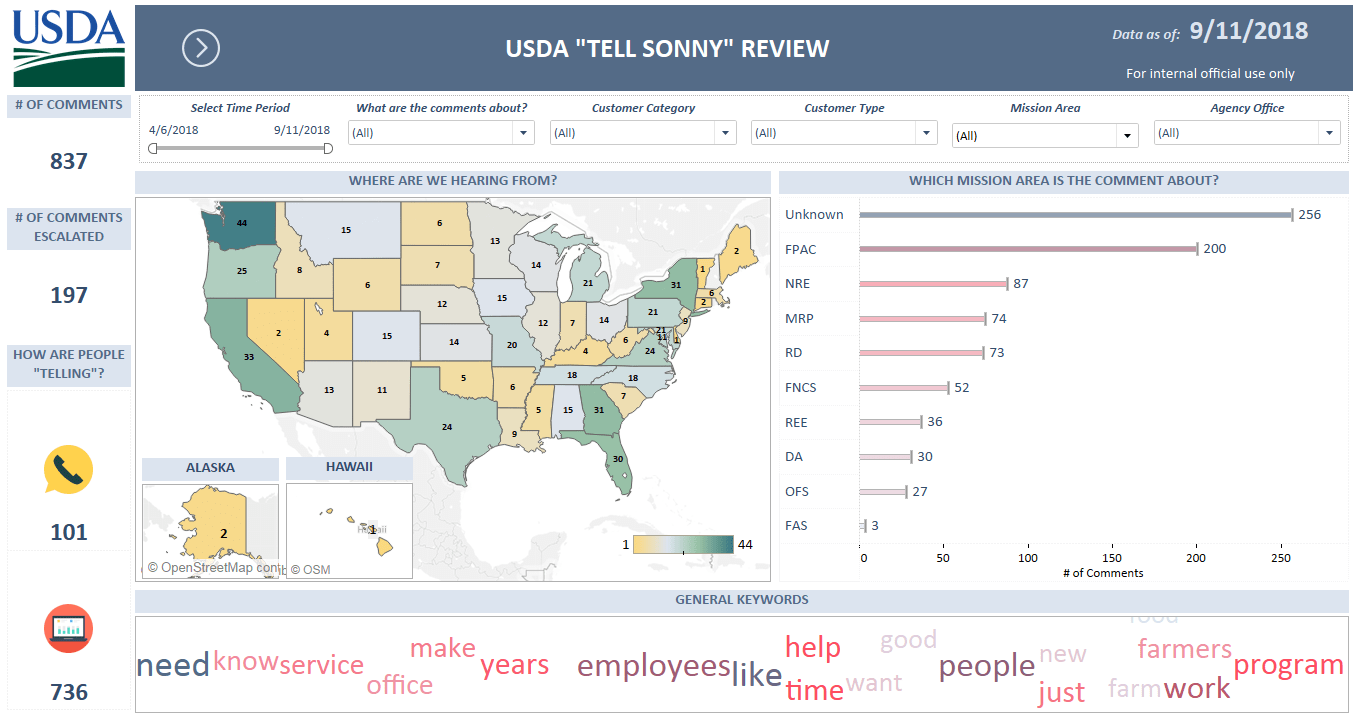 USDA
USDA "TELL SONNY" REVIEW
Data as of: 9/11/2018
For internal official use only
# OF COMMENTS
837
# OF COMMENTS
ESCALATED
197
HOW ARE PEOPLE
"TELLING"?
101
736
Select Time Period
4/6/2018 9/11/2018
What are the comments about?
(All)
Customer Category
(All)
Customer Type
(All)
Mission Area
(All)
Agency Office
(All)
WHERE ARE WE HEARING FROM?
44
15
6
13
2
25
8
7
14
21
31
1
6
2
6
12
15
21
9
33
2
4
15
14
20
12
7
14
6
24
21
11
1
4
13
11
5
6
18
18
7
24
9
5
15
31
30
ALASKA
2
© OpenStreetMap cont
HAWAII
1
Hawaii
© OSM
1 44
WHICH MISSION AREA IS THE COMMENT ABOUT?
Unknown 256
FPAC 200
NRE 87
MRP 74
RD 73
FNCS 52
REE 36
DA 30
OFS 27
FAS 3
0 50 100 150 200 250
# of Comments
GENERAL KEYWORDS
need
know
service
office
make
years
employees
like
help
time
want
good
people
food
new
just
farmers
farm
work
program